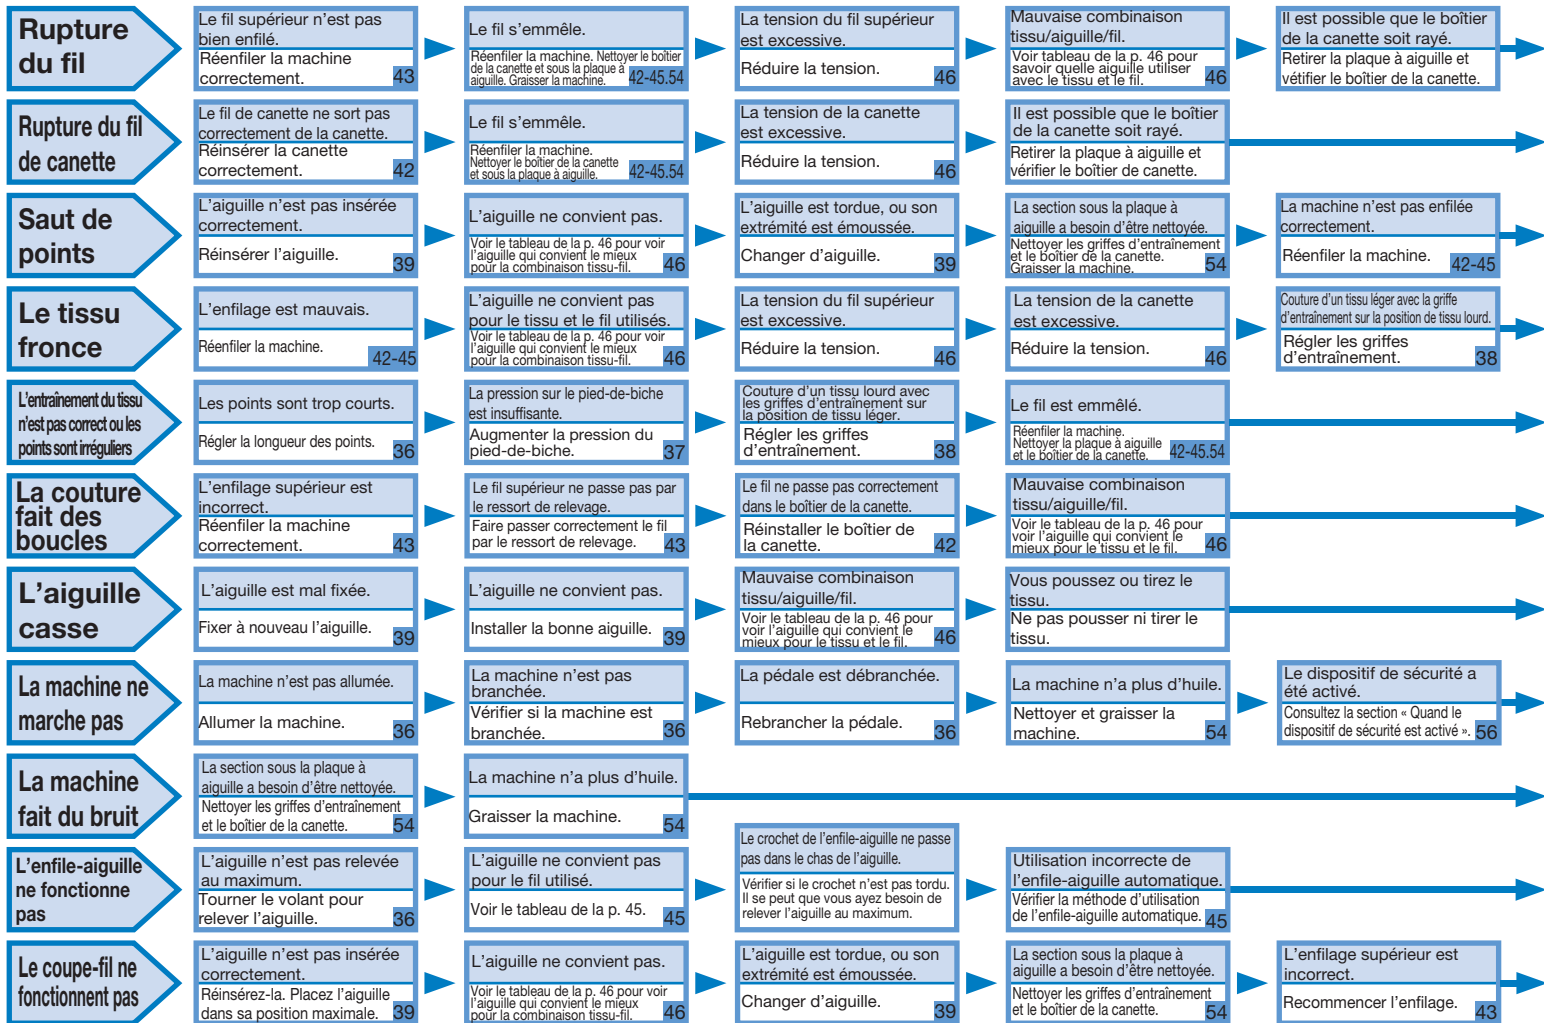 Rupture
du fil
Le fil supérieur n'est pas
bien enfilé.
Réenfiler la machine
correctement.
43
Le fil s'emmêle.
Réenfiler la machine. Nettoyer le boîtier
de la canette et sous la plaque à
aiguille. Graisser la machine.
42-45.54
La tension du fil supérieur
est excessive.
Réduire la tension.
46
Mauvaise combinaison
tissu/aiguille/fil.
Voir tableau de la p. 46 pour
savoir quelle aiguille utiliser
avec le tissu et le fil.
46
Il est possible que le boîtier
de la canette soit rayé.
Retirer la plaque à aiguille et
vétifier le boîtier de la canette.
Rupture du fil
de canette
Le fil de canette ne sort pas
correctement de la canette.
Réinsérer la canette
correctement.
42
Le fil s'emmêle.
Réenfiler la machine.
Nettoyer le boîtier de la canette
et sous la plaque à aiguille.
42-45.54
La tension de la canette
est excessive.
Réduire la tension.
46
Il est possible que le boîtier
de la canette soit rayé.
Retirer la plaque à aiguille et
vérifier le boîtier de canette.
Saut de
points
L'aiguille n'est pas insérée
correctement.
Réinsérer l'aiguille.
39
L'aiguille ne convient pas.
Voir le tableau de la p. 46 pour voir
l'aiguille qui convient le mieux
pour la combinaison tissu-fil.
46
L'aiguille est tordue, ou son
extrémité est émoussée.
Changer d'aiguille.
39
La section sous la plaque à
aiguille a besoin d'être nettoyée.
Nettoyer les griffes d'entraînement
et le boîtier de la canette.
Graisser la machine.
54
La machine n'est pas enfilée
correctement.
Réenfiler la machine.
42-45
Le tissu
fronce
L'enfilage est mauvais.
Réenfiler la machine.
42-45
L'aiguille ne convient pas
pour le tissu et le fil utilisés.
Voir le tableau de la p. 46 pour voir
l'aiguille qui convient le mieux
pour la combinaison tissu-fil.
46
La tension du fil supérieur
est excessive.
Réduire la tension.
46
La tension de la canette
est excessive.
Réduire la tension.
46
Couture d'un tissu léger avec la griffe
d'entraînement sur la position de tissu lourd.
Régler les griffes
d'entraînement.
38
L'entraînement du tissu
n'est pas correct ou les
points sont irréguliers
Les points sont trop courts.
Régler la longueur des points.
36
La pression sur le pied-de-biche
est insuffisante.
Augmenter la pression du
pied-de-biche.
37
Couture d'un tissu lourd avec
les griffes d'entraînement sur
la position de tissu léger.
Régler les griffes
d'entraînement.
38
Le fil est emmêlé.
Réenfiler la machine.
Nettoyer la plaque à aiguille
et le boîtier de la canette.
42-45.54
La couture
fait des
boucles
L'enfilage supérieur est
incorrect.
Réenfiler la machine
correctement.
43
Le fil supérieur ne passe pas par
le ressort de relevage.
Faire passer correctement le fil
par le ressort de relevage.
43
Le fil ne passe pas correctement
dans le boîtier de la canette.
Réinstaller le boîtier de
la canette.
42
Mauvaise combinaison
tissu/aiguille/fil.
Voir le tableau de la p. 46 pour
voir l'aiguille qui convient le
mieux pour le tissu et le fil.
46
L'aiguille
casse
L'aiguille est mal fixée.
Fixer à nouveau l'aiguille.
39
L'aiguille ne convient pas.
Installer la bonne aiguille.
39
Mauvaise combinaison
tissu/aiguille/fil.
Voir le tableau de la p. 46 pour
voir l'aiguille qui convient le
mieux pour le tissu et le fil.
46
Vous poussez ou tirez le
tissu.
Ne pas pousser ni tirer le
tissu.
La machine ne
marche pas
La machine n'est pas allumée.
Allumer la machine.
36
La machine n'est pas
branchée.
Vérifier si la machine est
branchée.
36
La pédale est débranchée.
Rebrancher la pédale.
36
La machine n'a plus d'huile.
Nettoyer et graisser la
machine.
54
Le dispositif de sécurité a
été activé.
Consultez la section « Quand le
dispositif de sécurité est activé ».
56
La machine
fait du bruit
La section sous la plaque à
aiguille a besoin d'être nettoyée.
Nettoyer les griffes d'entraînement
et le boîtier de la canette.
54
La machine n'a plus d'huile.
Graisser la machine.
54
L'enfile-aiguille
ne fonctionne
pas
L'aiguille n'est pas relevée
au maximum.
Tourner le volant pour
relever l'aiguille.
36
L'aiguille ne convient pas
pour le fil utilisé.
Voir le tableau de la p. 45.
45
Le crochet de l'enfile-aiguille ne passe
pas dans le chas de l'aiguille.
Vérifier si le crochet n'est pas tordu.
Il se peut que vous ayez besoin de
relever l'aiguille au maximum.
Utilisation incorrecte de
l'enfile-aiguille automatique.
Vérifier la méthode d'utilisation
de l'enfile-aiguille automatique.
45
Le coupe-fil ne
fonctionnent pas
L'aiguille n'est pas insérée
correctement.
Réinsérez-la. Placez l'aiguille
dans sa position maximale.
39
L'aiguille ne convient pas.
Voir le tableau de la p. 46 pour voir
l'aiguille qui convient le mieux
pour la combinaison tissu-fil.
46
L'aiguille est tordue, ou son
extrémité est émoussée.
Changer d'aiguille.
39
La section sous la plaque à
aiguille a besoin d'être nettoyée.
Nettoyer les griffes d'entraînement
et le boîtier de la canette.
54
L'enfilage supérieur est
incorrect.
Recommencer l'enfilage.
43